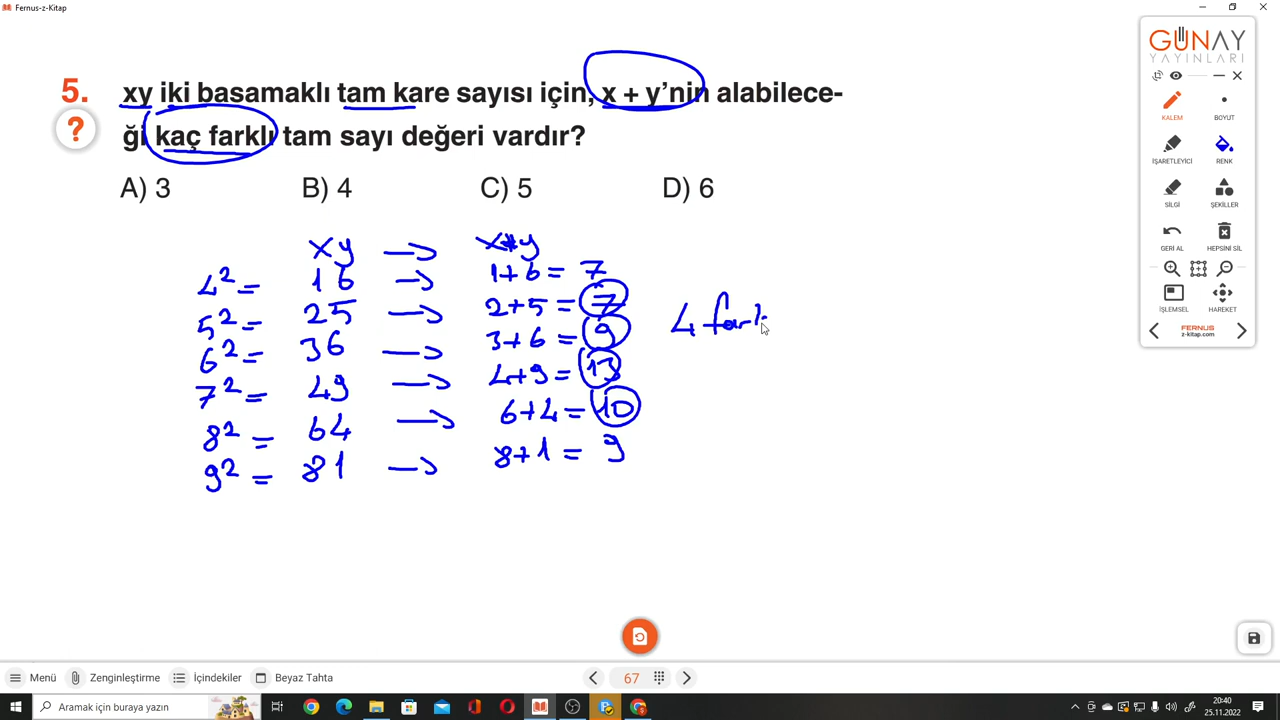 Fernus-z-Kitap
GÜNAY
YAYINLARI
5. xy iki basamaklı tam kare sayısı için, x + y'nin alabilece-
? ği kaç farklı tam sayı değeri vardır?
A) 3 B) 4 C) 5 D) 6
xy → x+y
4² = 16 → 1+6 = 7
5² = 25 → 2+5 = 7
6² = 36 → 3+6 = 9
7² = 49 → 4+9 = 13
8² = 64 → 6+4 = 10
9² = 81 → 8+1 = 9
4 fark
KALEM BOYUT
İŞARETLEYİCİ RENK
SİLGİ ŞEKİLLER
GERİ AL HEPSİNİ SİL
İŞLEMSEL HAREKET
FERNUS
z-kitap.com
Menü Zenginleştirme İçindekiler Beyaz Tahta 67
Aramak için buraya yazın
20:40
25.11.2022